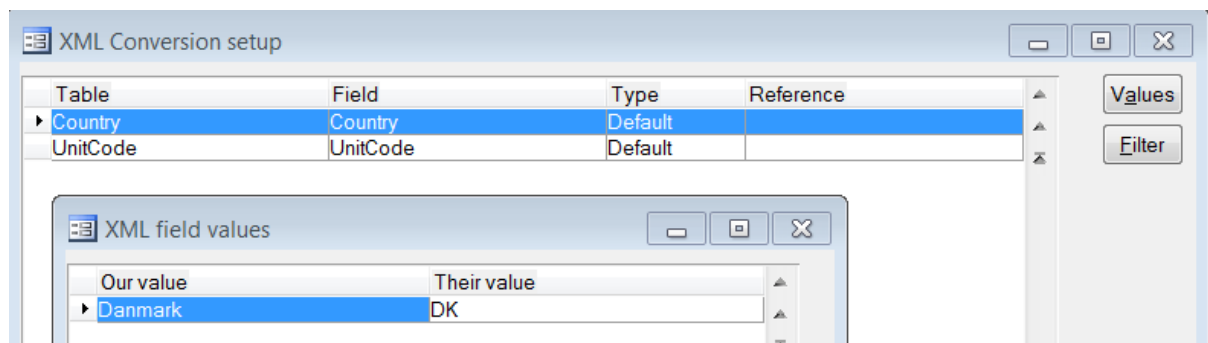 XML Conversion setup
Table Field Type Reference
Values
Country Country Default
UnitCode UnitCode Default
Filter
XML field values
Our value Their value
Danmark DK